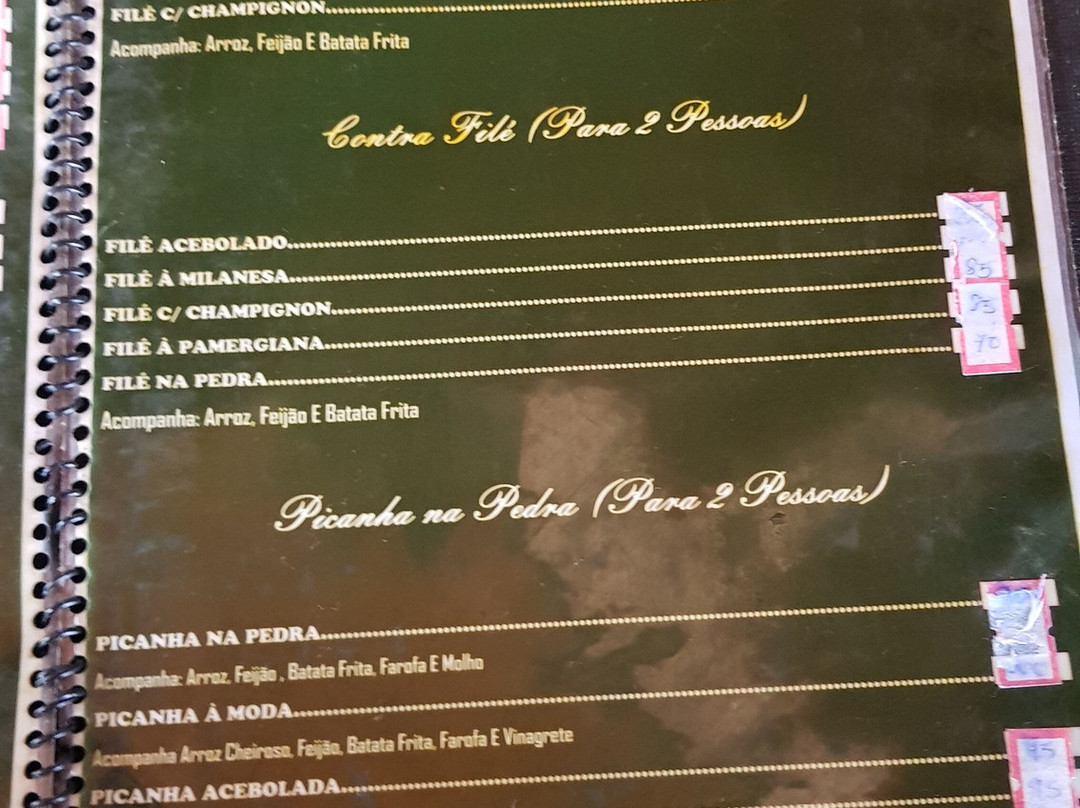 FILÉ C/ CHAMPIGNON
Acompanha: Arroz, Feijão E Batata Frita
Contra Filé (Para 2 Pessoas)
FILÉ ACEBOLADO
FILÉ À MILANESA
85
FILÉ C/ CHAMPIGNON
85
FILÉ À PAMERGIANA
FILÉ NA PEDRA
Acompanha: Arroz, Feijão E Batata Frita
Picanha na Pedra (Para 2 Pessoas)
PICANHA NA PEDRA
Acompanha: Arroz, Feijão , Batata Frita, Farofa E Molho
PICANHA À MODA
Acompanha Arroz Cheiroso, Feijão, Batata Frita, Farofa E Vinagrete
PICANHA ACEBOLADA